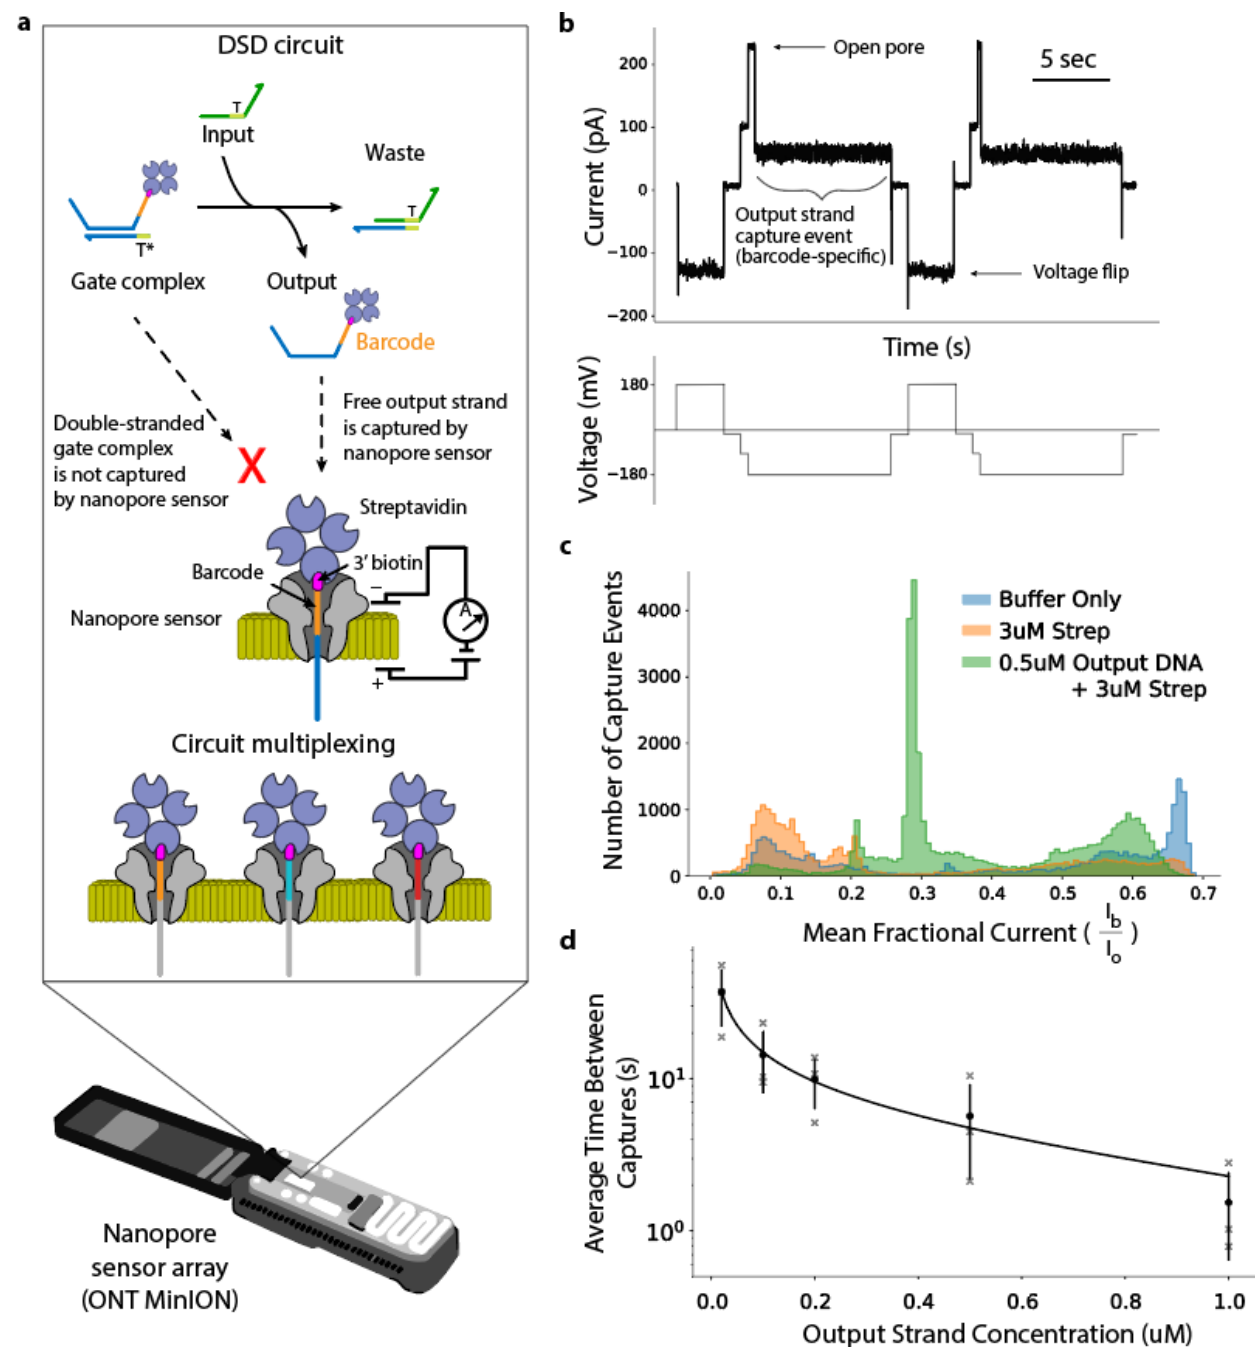 a
DSD circuit
T
Input
Waste
T
T*
Gate complex
Output
Barcode
Double-stranded
gate complex
is not captured
by nanopore sensor
X
Free output strand
is captured by
nanopore sensor
Streptavidin
3' biotin
Barcode
Nanopore sensor
−
A
+
Circuit multiplexing
Nanopore
sensor array
(ONT MinION)
b
Current (pA)
200
100
0
−100
−200
Open pore
5 sec
Output strand
capture event
(barcode-specific)
Voltage flip
Time (s)
Voltage (mV)
180
−180
c
Number of Capture Events
4000
3000
2000
1000
0
Buffer Only
3uM Strep
0.5uM Output DNA
+ 3uM Strep
0.0 0.1 0.2 0.3 0.4 0.5 0.6 0.7
Mean Fractional Current ( Ib / Io )
d
Average Time Between
Captures (s)
10¹
10⁰
0.0 0.2 0.4 0.6 0.8 1.0
Output Strand Concentration (uM)